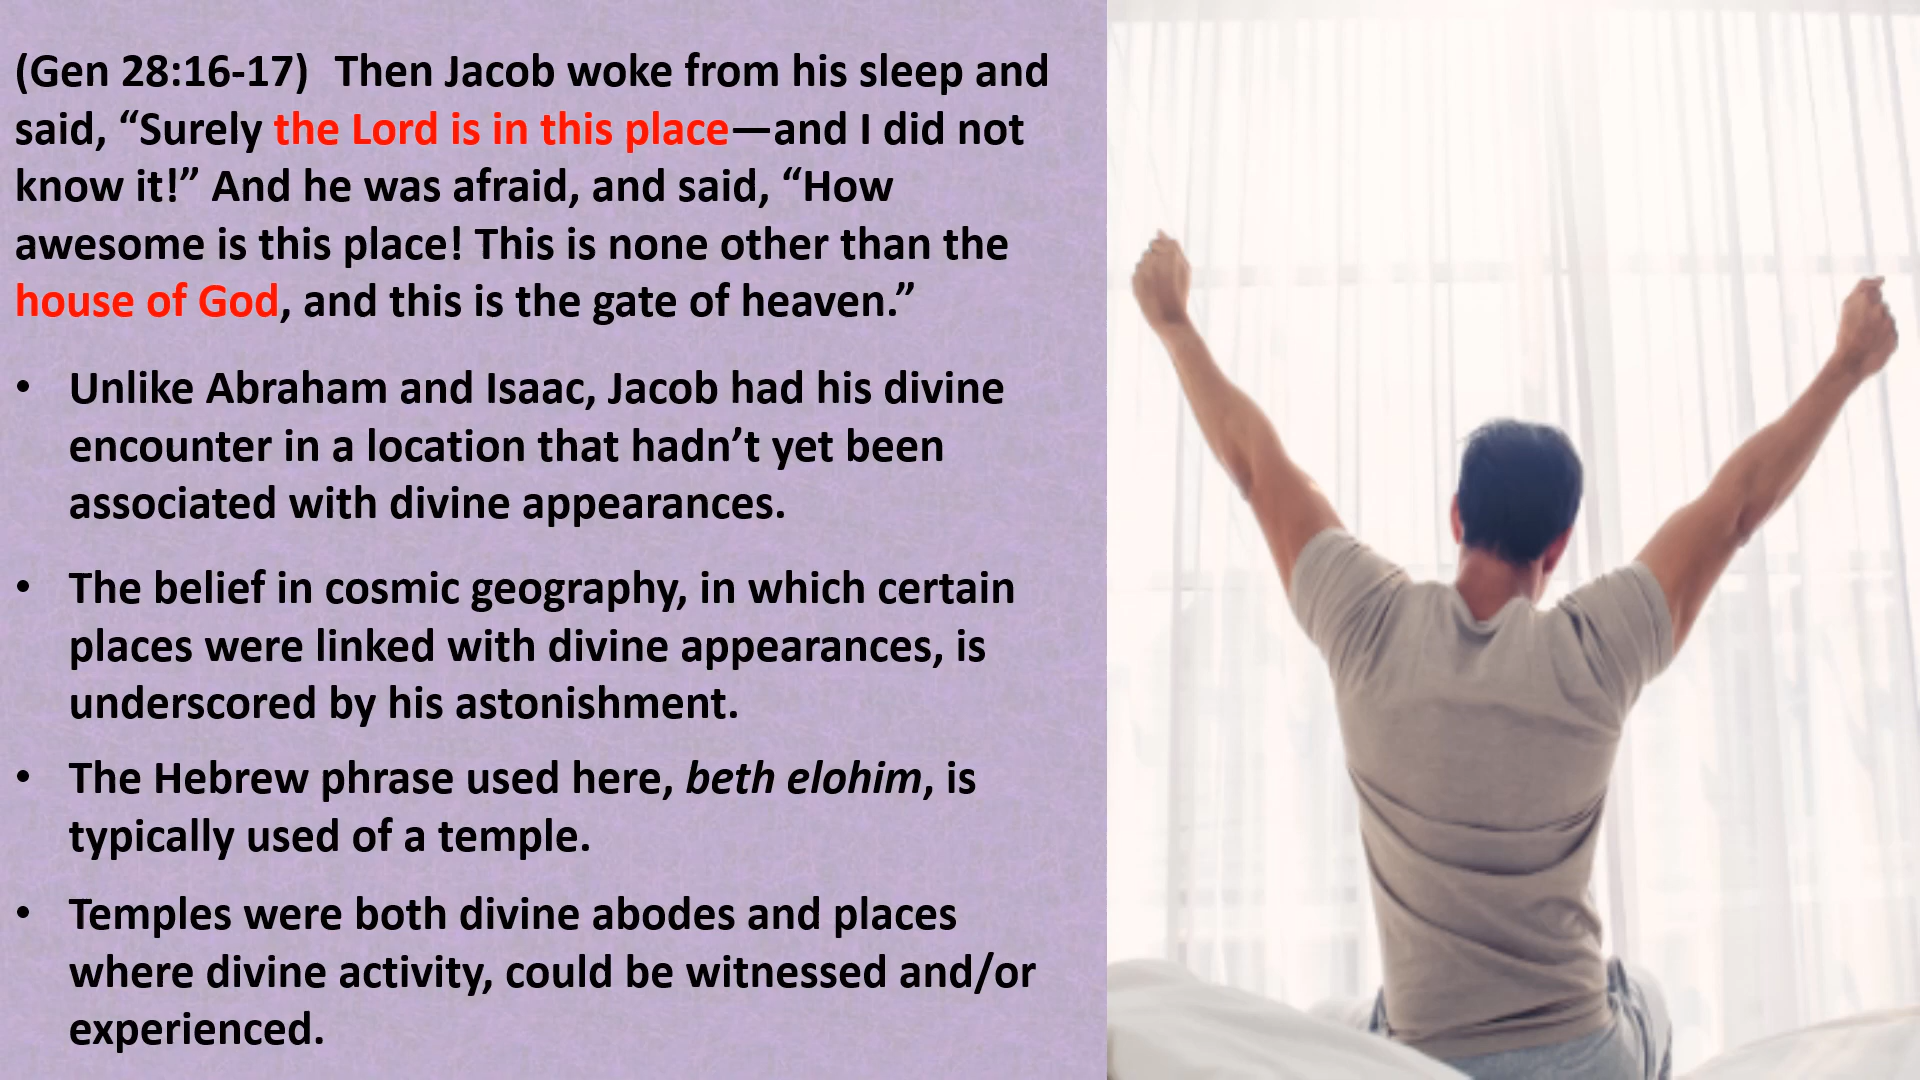 (Gen 28:16-17)  Then Jacob woke from his sleep and
said, “Surely the Lord is in this place—and I did not
know it!” And he was afraid, and said, “How
awesome is this place! This is none other than the
house of God, and this is the gate of heaven.”
• Unlike Abraham and Isaac, Jacob had his divine
encounter in a location that hadn’t yet been
associated with divine appearances.
• The belief in cosmic geography, in which certain
places were linked with divine appearances, is
underscored by his astonishment.
• The Hebrew phrase used here, beth elohim, is
typically used of a temple.
• Temples were both divine abodes and places
where divine activity, could be witnessed and/or
experienced.